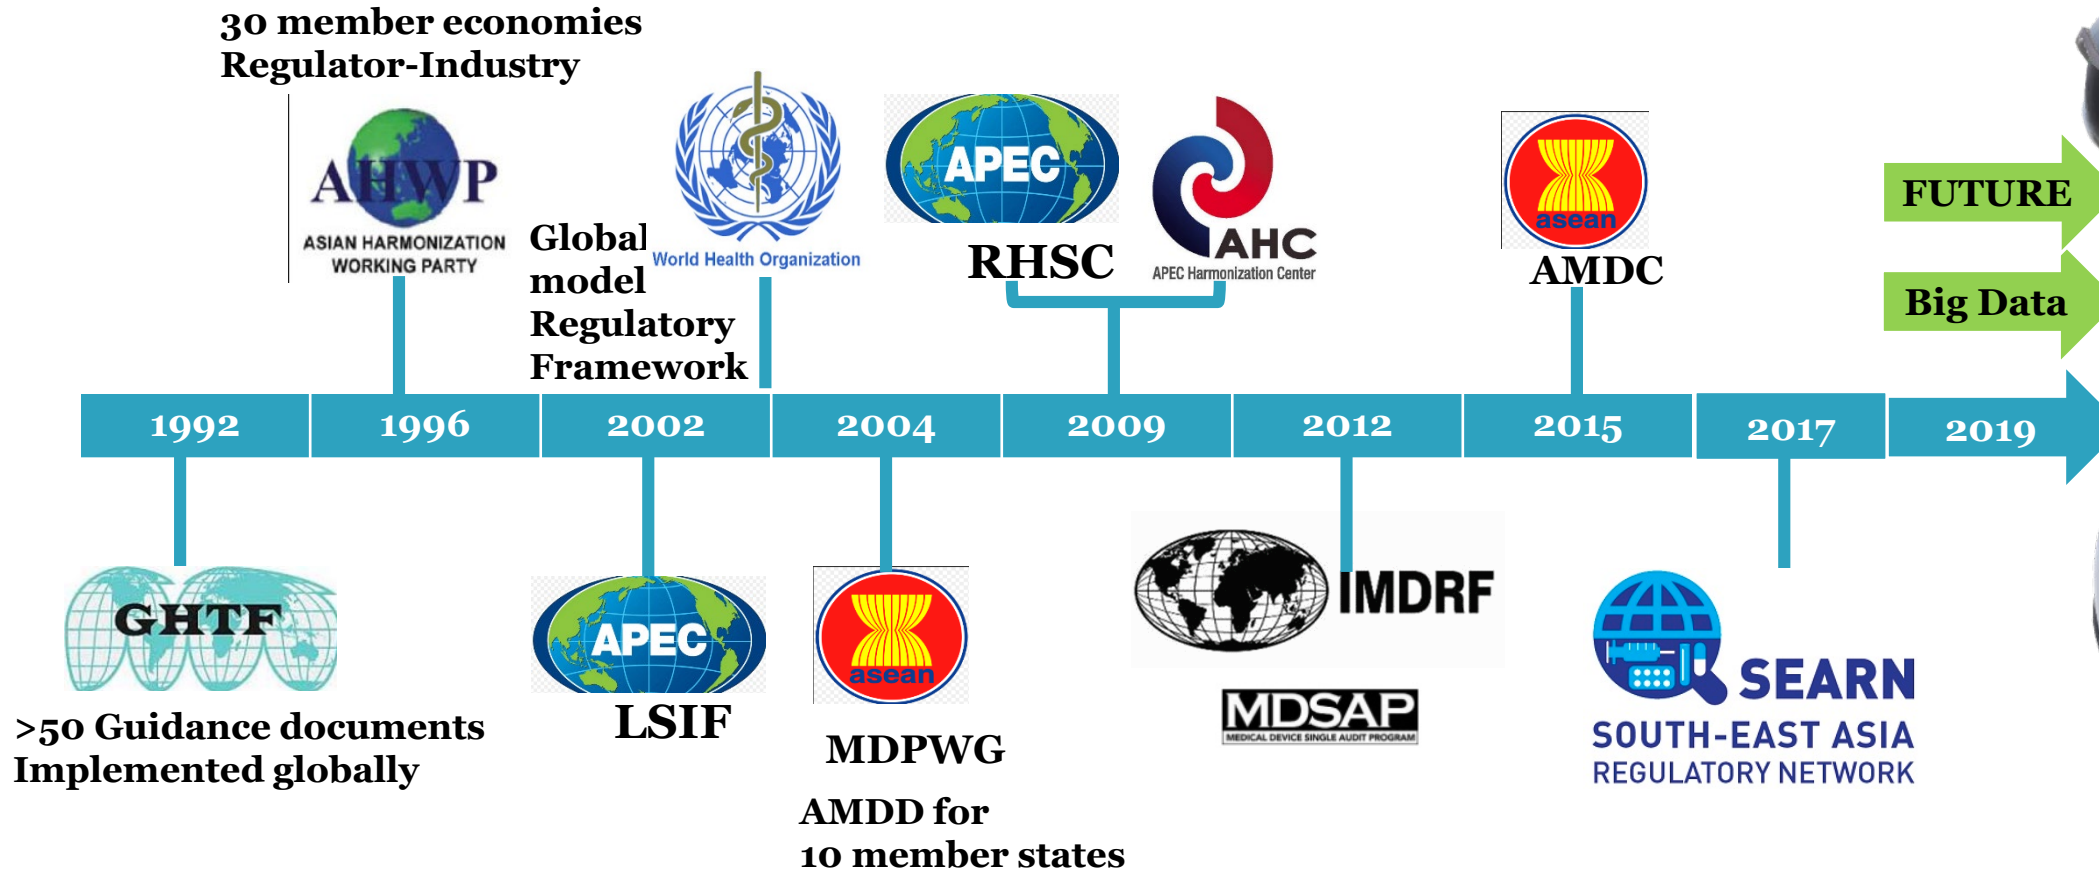 30 member economies
Regulator-Industry
AHWP
ASIAN HARMONIZATION
WORKING PARTY
Global
model
Regulatory
Framework
World Health Organization
APEC
RHSC
AHC
APEC Harmonization Center
asean
AMDC
FUTURE
Big Data
1992
1996
2002
2004
2009
2012
2015
2017
2019
GHTF
>50 Guidance documents
Implemented globally
APEC
LSIF
asean
MDPWG
AMDD for
10 member states
IMDRF
MDSAP
MEDICAL DEVICE SINGLE AUDIT PROGRAM
SEARN
SOUTH-EAST ASIA
REGULATORY NETWORK